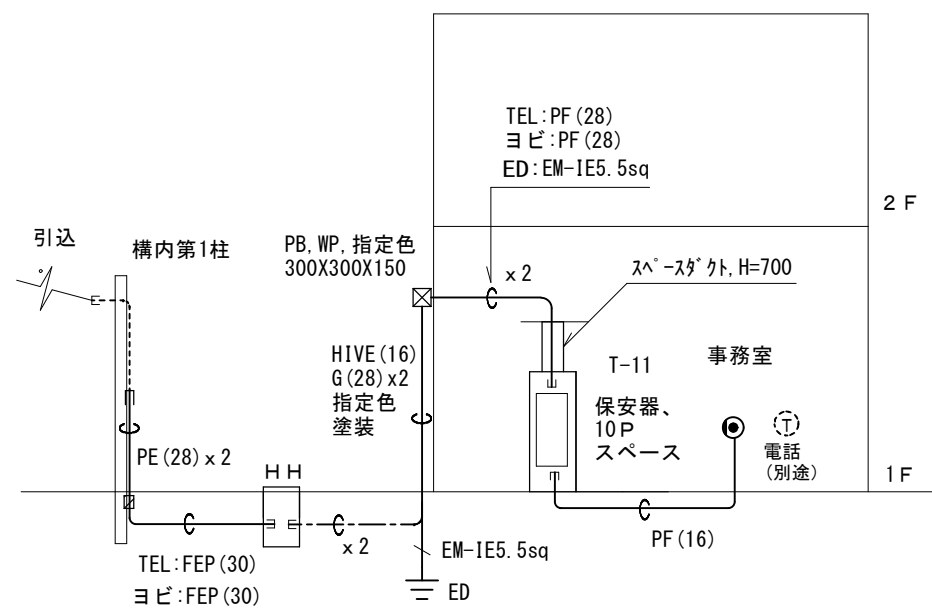 TEL:PF(28)
ヨビ:PF(28)
ED:EM-IE5.5sq
2F
引込
構内第1柱
PB,WP,指定色
300X300X150
x2
スペースダクト,H=700
HIVE(16)
G(28)x2
指定色
塗装
T-11
事務室
保安器、
10P
スペース
T
電話
(別途)
PE(28)x2
HH
1F
x2
PF(16)
EM-IE5.5sq
TEL:FEP(30)
ヨビ:FEP(30)
ED